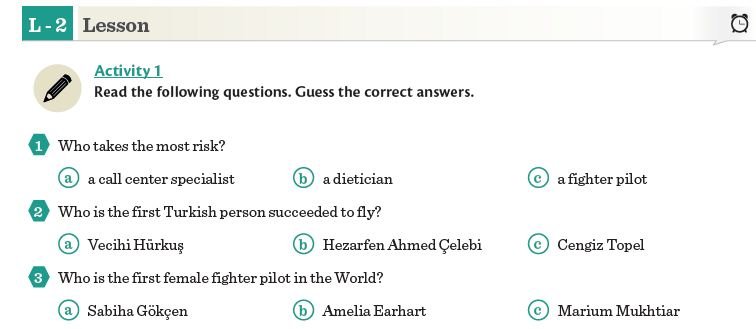 L - 2 Lesson
Activity 1
Read the following questions. Guess the correct answers.
1 Who takes the most risk?
a a call center specialist b a dietician c a fighter pilot
2 Who is the first Turkish person succeeded to fly?
a Vecihi Hürkuş b Hezarfen Ahmed Çelebi c Cengiz Topel
3 Who is the first female fighter pilot in the World?
a Sabiha Gökçen b Amelia Earhart c Marium Mukhtiar